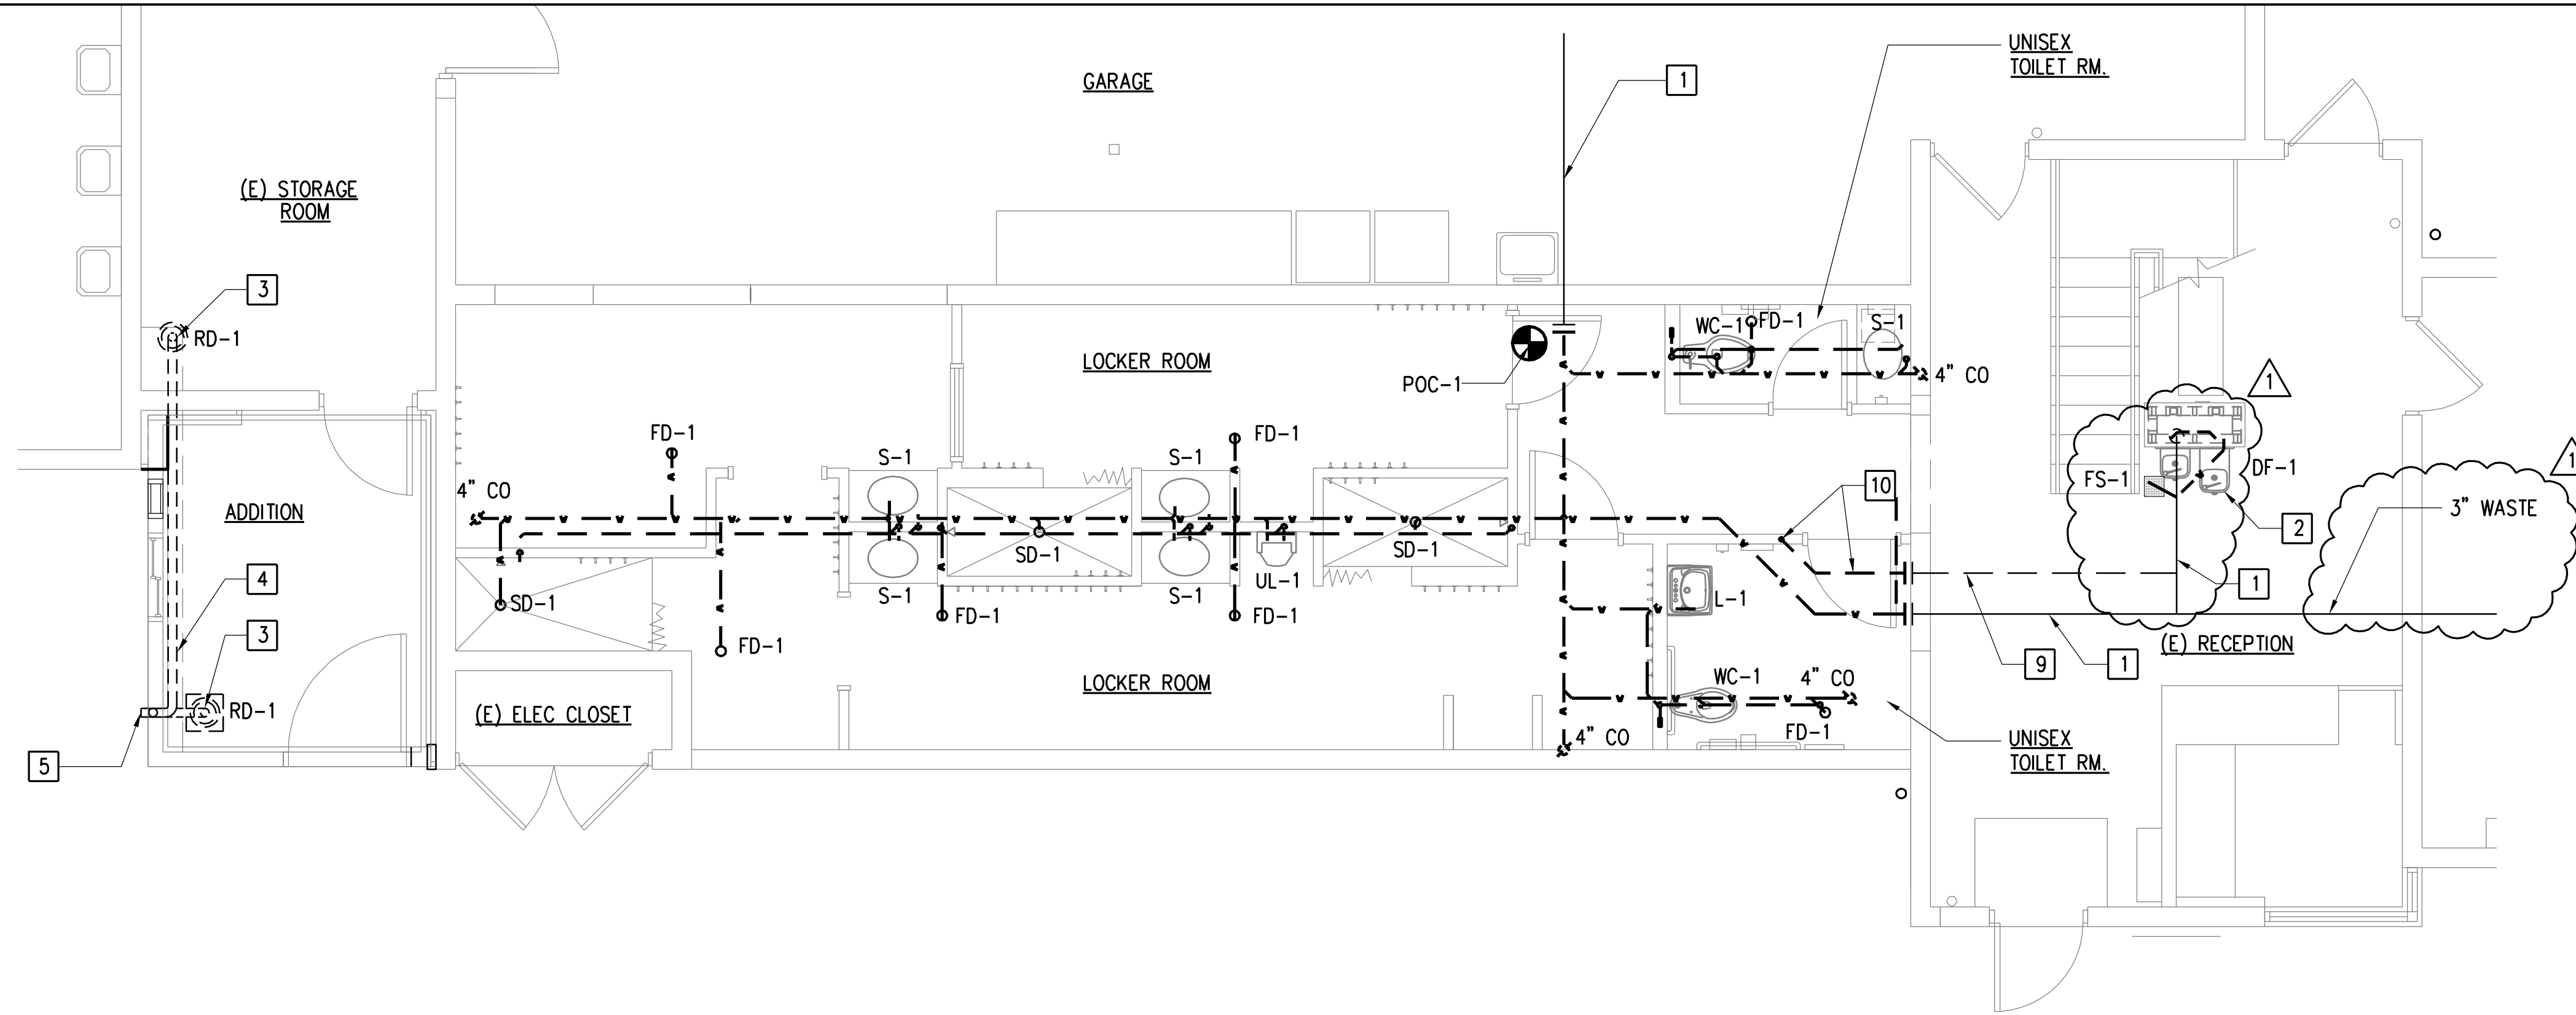 UNISEX
TOILET RM.
GARAGE
1
(E) STORAGE
ROOM
3
RD-1
LOCKER ROOM
POC-1
WC-1
FD-1
S-1
4" CO
1
FD-1
FD-1
S-1
S-1
4" CO
ADDITION
10
FS-1
DF-1
1
3" WASTE
2
SD-1
SD-1
UL-1
4
SD-1
S-1
S-1
FD-1
FD-1
L-1
1
3
FD-1
(E) RECEPTION
9
1
RD-1
(E) ELEC CLOSET
LOCKER ROOM
WC-1
4" CO
FD-1
4" CO
UNISEX
TOILET RM.
5